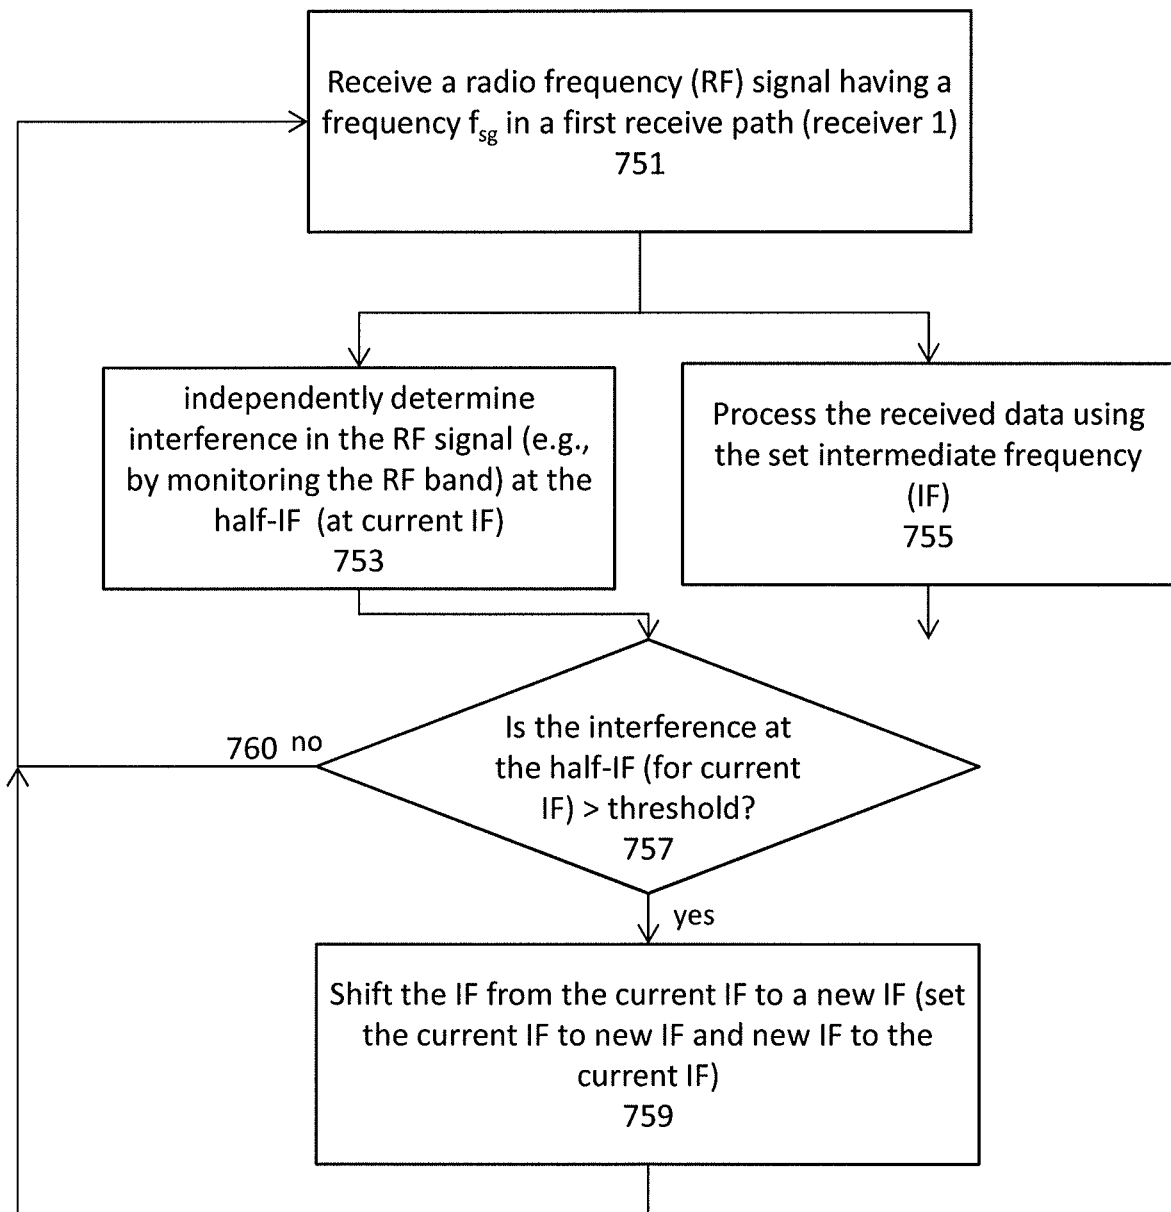 Receive a radio frequency (RF) signal having a
frequency fsg in a first receive path (receiver 1)
751
independently determine
interference in the RF signal (e.g.,
by monitoring the RF band) at the
half-IF (at current IF)
753
Process the received data using
the set intermediate frequency
(IF)
755
760 no
Is the interference at
the half-IF (for current
IF) > threshold?
757
yes
Shift the IF from the current IF to a new IF (set
the current IF to new IF and new IF to the
current IF)
759